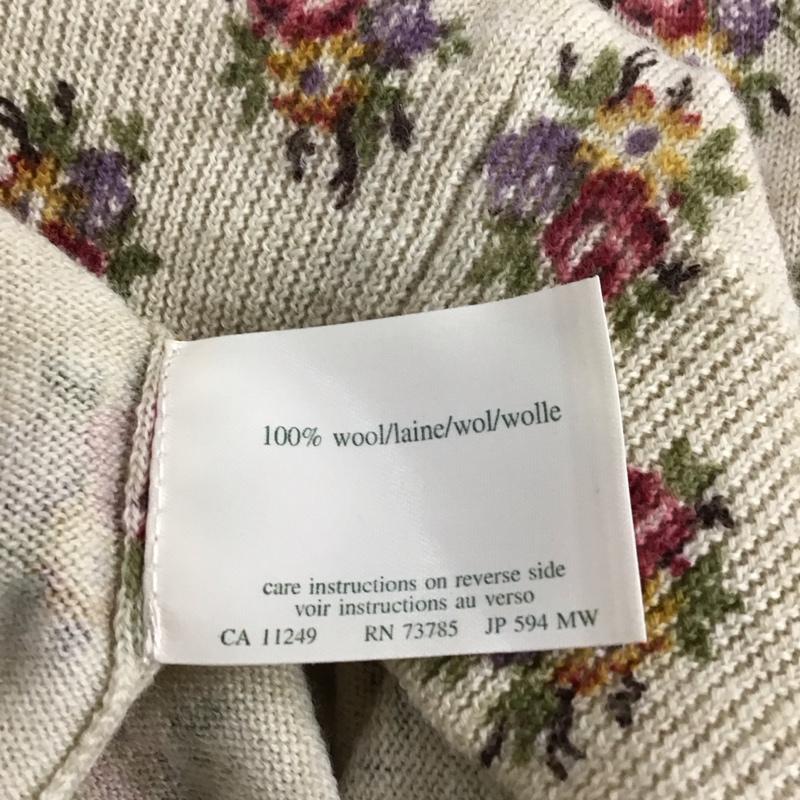 100% wool/laine/wol/wolle
care instructions on reverse side
voir instructions au verso
CA 11249 RN 73785 JP 594 MW